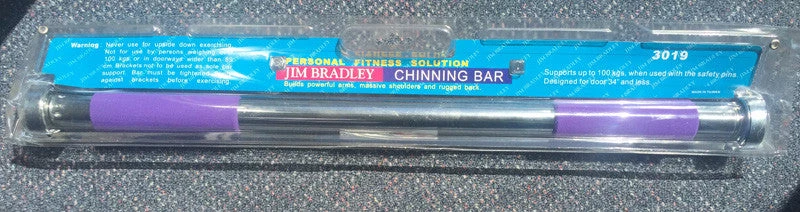 Warning: Never use for upside down exercising.
Not for use by persons weighing over
100 kgs or in doorways wider than
cm Brackets not to be used as sole
support. Bar must be tightened
against brackets before exercising.
PERSONAL FITNESS SOLUTION
JIM BRADLEY CHINNING BAR
Builds powerful arms, massive shoulders and rugged back.
3019
Supports up to 100 kgs, when used with the safety pins.
Designed for door 34" and less.
MADE IN TAIWAN